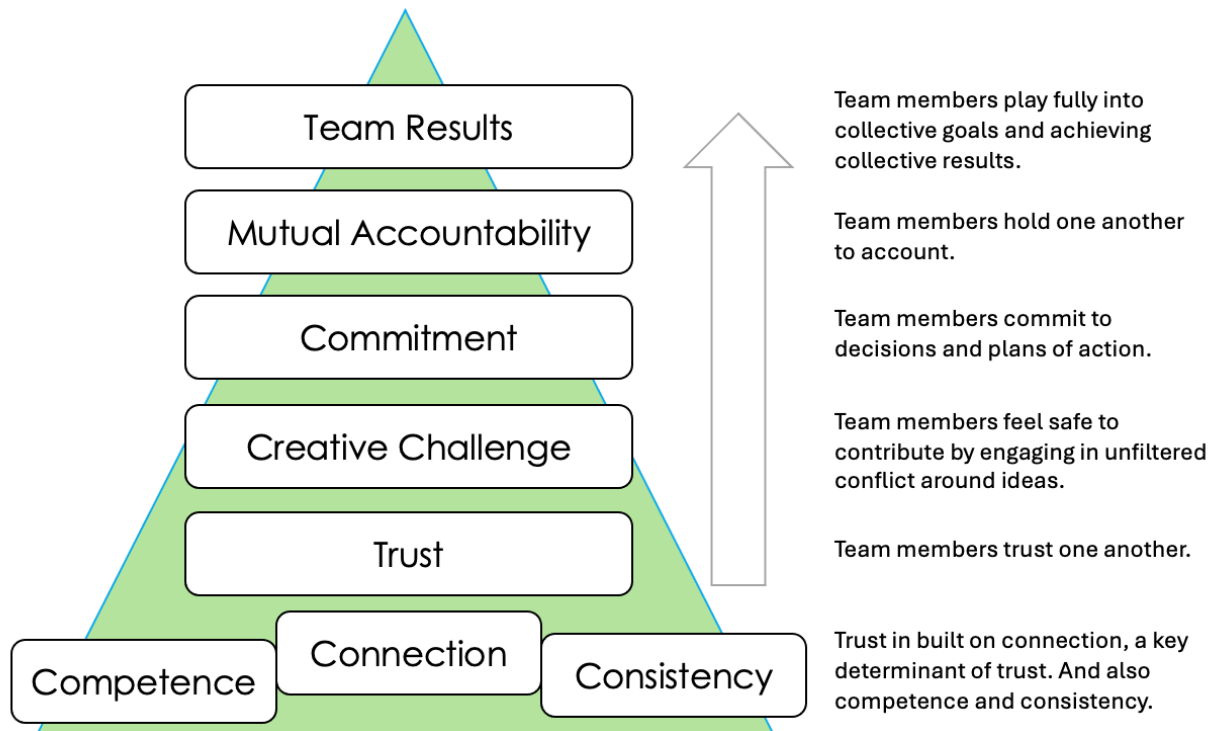 Team Results
Team members play fully into
collective goals and achieving
collective results.
Mutual Accountability
Team members hold one another
to account.
Commitment
Team members commit to
decisions and plans of action.
Creative Challenge
Team members feel safe to
contribute by engaging in unfiltered
conflict around ideas.
Trust
Team members trust one another.
Competence
Connection
Consistency
Trust in built on connection, a key
determinant of trust. And also
competence and consistency.